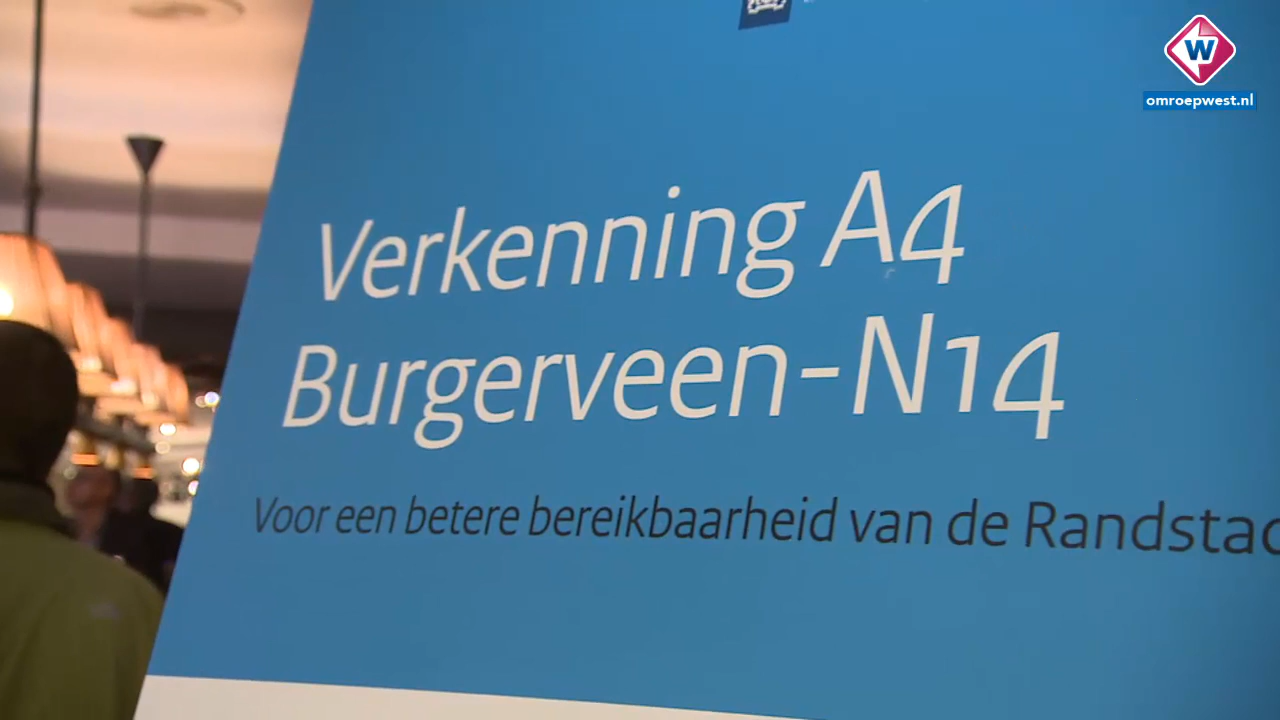 W
omroepwest.nl
Verkenning A4
Burgerveen-N14
Voor een betere bereikbaarheid van de Randstad